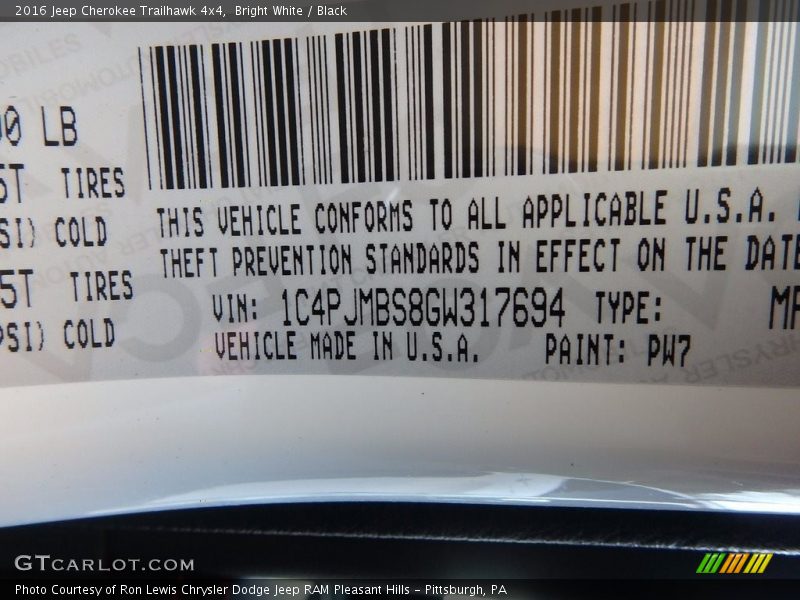 2016 Jeep Cherokee Trailhawk 4x4,  Bright White / Black
00 LB
5T TIRES
SI) COLD
5T TIRES
PSI) COLD
THIS VEHICLE CONFORMS TO ALL APPLICABLE U.S.A.
THEFT PREVENTION STANDARDS IN EFFECT ON THE DATE
VIN: 1C4PJMBS8GW317694 TYPE: MP
VEHICLE MADE IN U.S.A. PAINT: PW7
GTCARLOT.COM
Photo Courtesy of Ron Lewis Chrysler Dodge Jeep RAM Pleasant Hills - Pittsburgh, PA